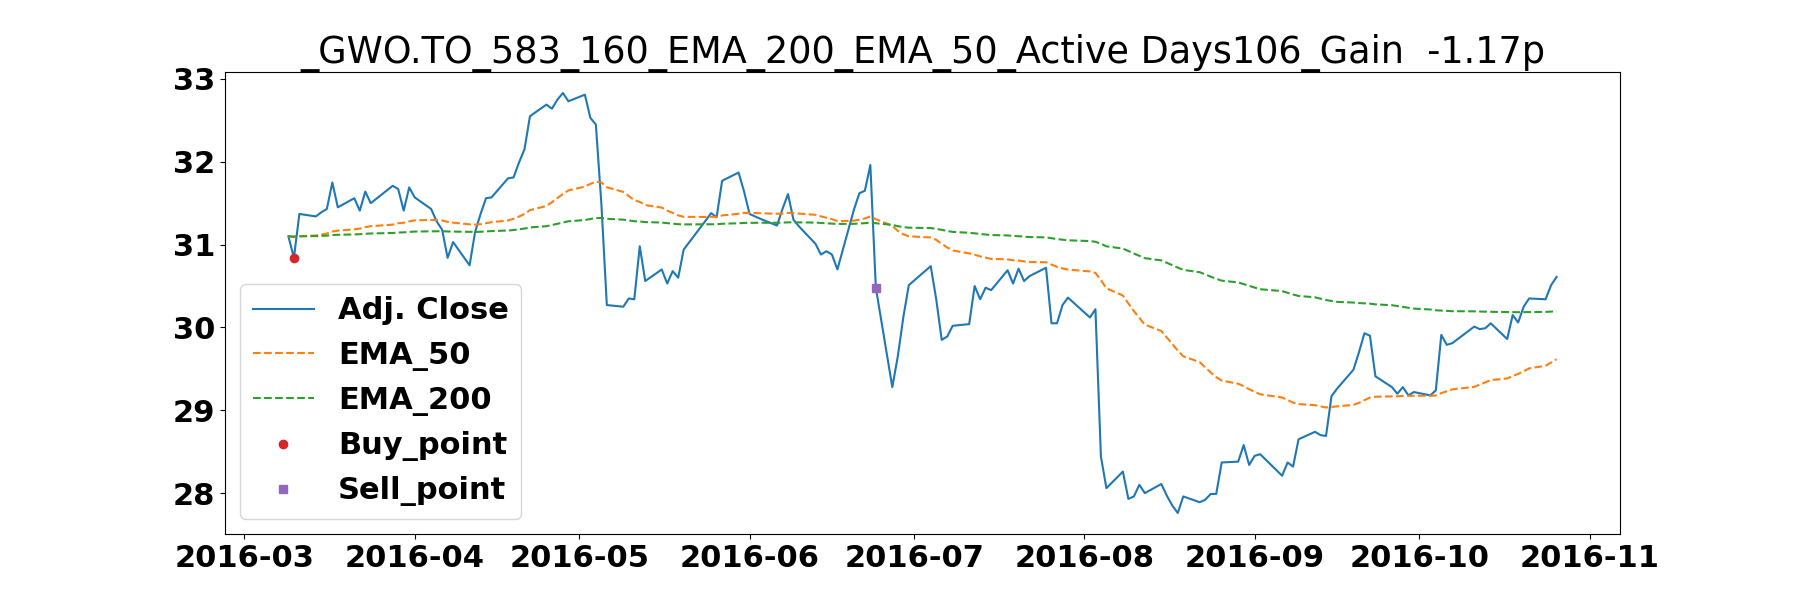 _GWO.TO_583_160_EMA_200_EMA_50_Active Days106_Gain  -1.17p
33
32
31
30
29
28
Adj. Close
EMA_50
EMA_200
Buy_point
Sell_point
2016-03 2016-04 2016-05 2016-06 2016-07 2016-08 2016-09 2016-10 2016-11